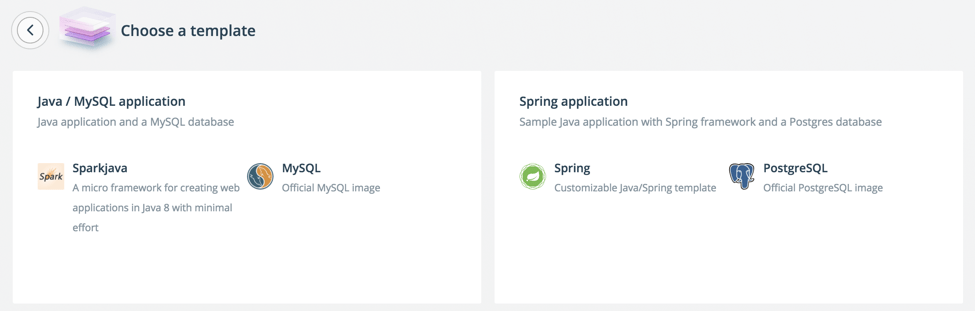 Choose a template
Java / MySQL application
Java application and a MySQL database
Spark
Sparkjava
A micro framework for creating web
applications in Java 8 with minimal
effort
MySQL
Official MySQL image
Spring application
Sample Java application with Spring framework and a Postgres database
Spring
Customizable Java/Spring template
PostgreSQL
Official PostgreSQL image